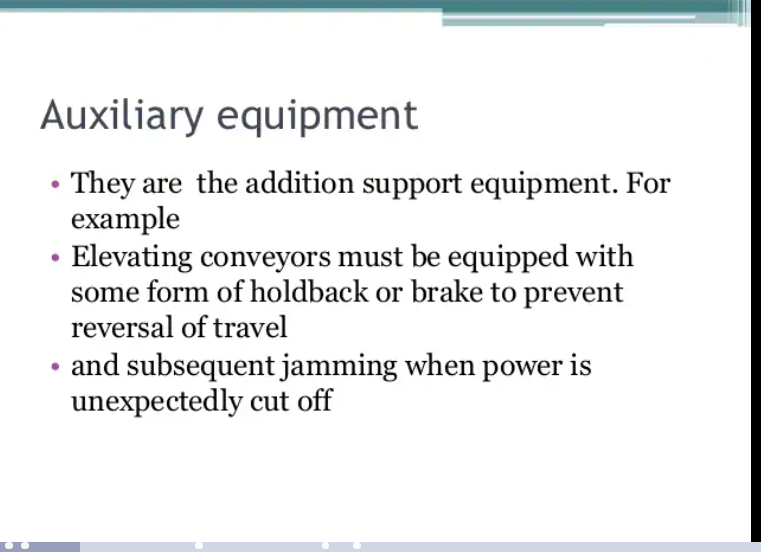 Auxiliary equipment
• They are  the addition support equipment. For
example
• Elevating conveyors must be equipped with
some form of holdback or brake to prevent
reversal of travel
• and subsequent jamming when power is
unexpectedly cut off